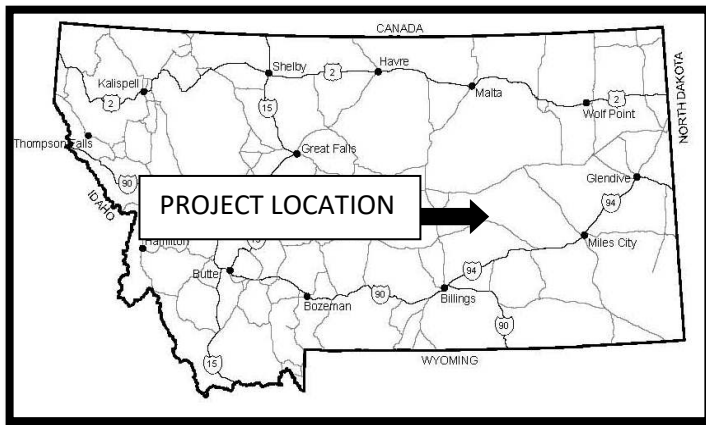 CANADA
Shelby
2
Havre
Kalispell
2
15
Malta
2
Wolf Point
NORTH DAKOTA
Thompson Falls
Great Falls
90
Glendive
IDAHO
PROJECT LOCATION
94
Hamilton
Miles City
Butte
94
90
Billings
Bozeman
90
15
WYOMING